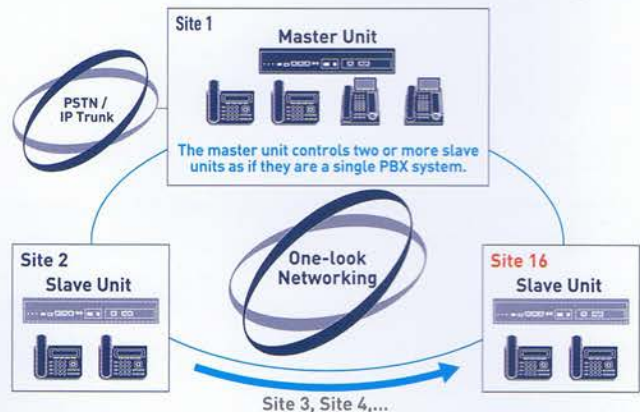 Site 1
Master Unit
PSTN /
IP Trunk
The master unit controls two or more slave
units as if they are a single PBX system.
Site 2
Slave Unit
One-look
Networking
Site 16
Slave Unit
Site 3, Site 4,...